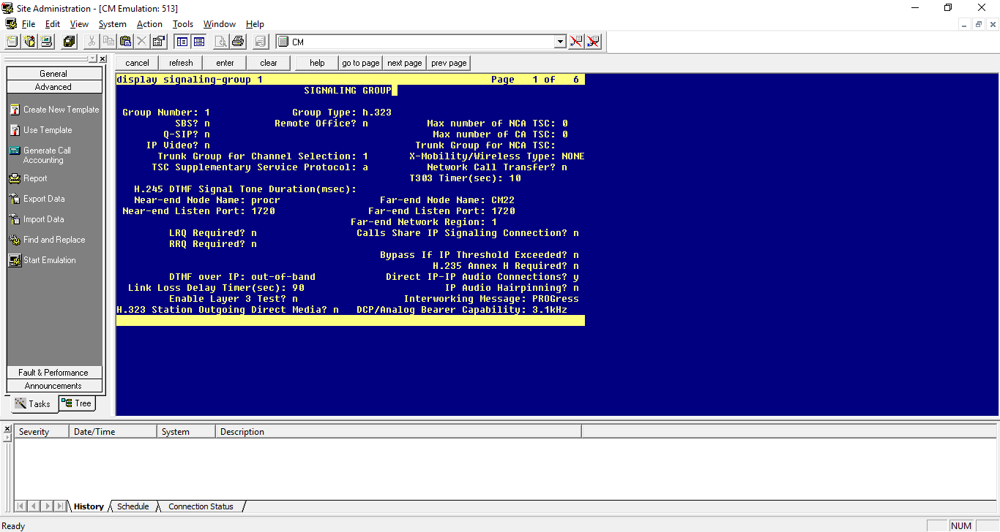 Site Administration - [CM Emulation: 513]
File Edit View System Action Tools Window Help
CM
General
Advanced
Create New Template
Use Template
Generate Call
Accounting
Report
Export Data
Import Data
Find and Replace
Start Emulation
Fault & Performance
Announcements
Tasks Tree
cancel refresh enter clear help go to page next page prev page
display signaling-group 1 Page 1 of 6
SIGNALING GROUP
Group Number: 1 Group Type: h.323
SBS? n Remote Office? n Max number of NCA TSC: 0
Q-SIP? n Max number of CA TSC: 0
IP Video? n Trunk Group for NCA TSC:
Trunk Group for Channel Selection: 1 X-Mobility/Wireless Type: NONE
TSC Supplementary Service Protocol: a Network Call Transfer? n
T303 Timer(sec): 10
H.245 DTMF Signal Tone Duration(msec):
Near-end Node Name: procr Far-end Node Name: CM22
Near-end Listen Port: 1720 Far-end Listen Port: 1720
Far-end Network Region: 1
LRQ Required? n Calls Share IP Signaling Connection? n
RRQ Required? n
Bypass If IP Threshold Exceeded? n
H.235 Annex H Required? n
DTMF over IP: out-of-band Direct IP-IP Audio Connections? y
Link Loss Delay Timer(sec): 90 IP Audio Hairpinning? n
Enable Layer 3 Test? n Interworking Message: PROGress
H.323 Station Outgoing Direct Media? n DCP/Analog Bearer Capability: 3.1kHz
Severity Date/Time System Description
History Schedule Connection Status
Ready NUM